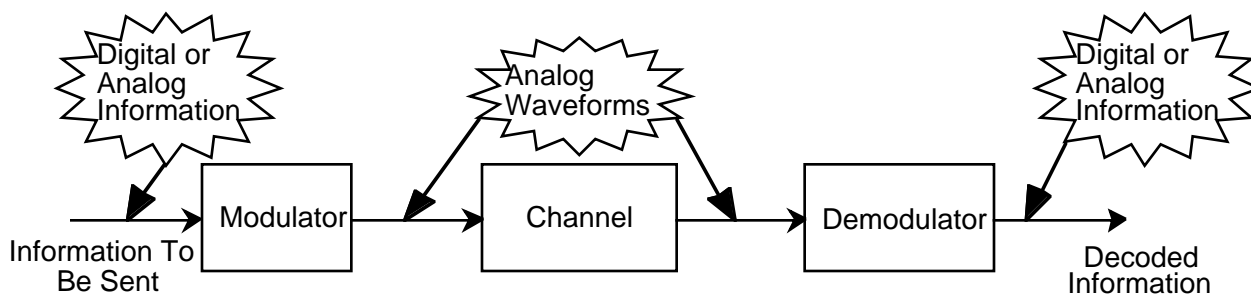 Digital or
Analog
Information
Analog
Waveforms
Digital or
Analog
Information
Modulator
Channel
Demodulator
Information To
Be Sent
Decoded
Information